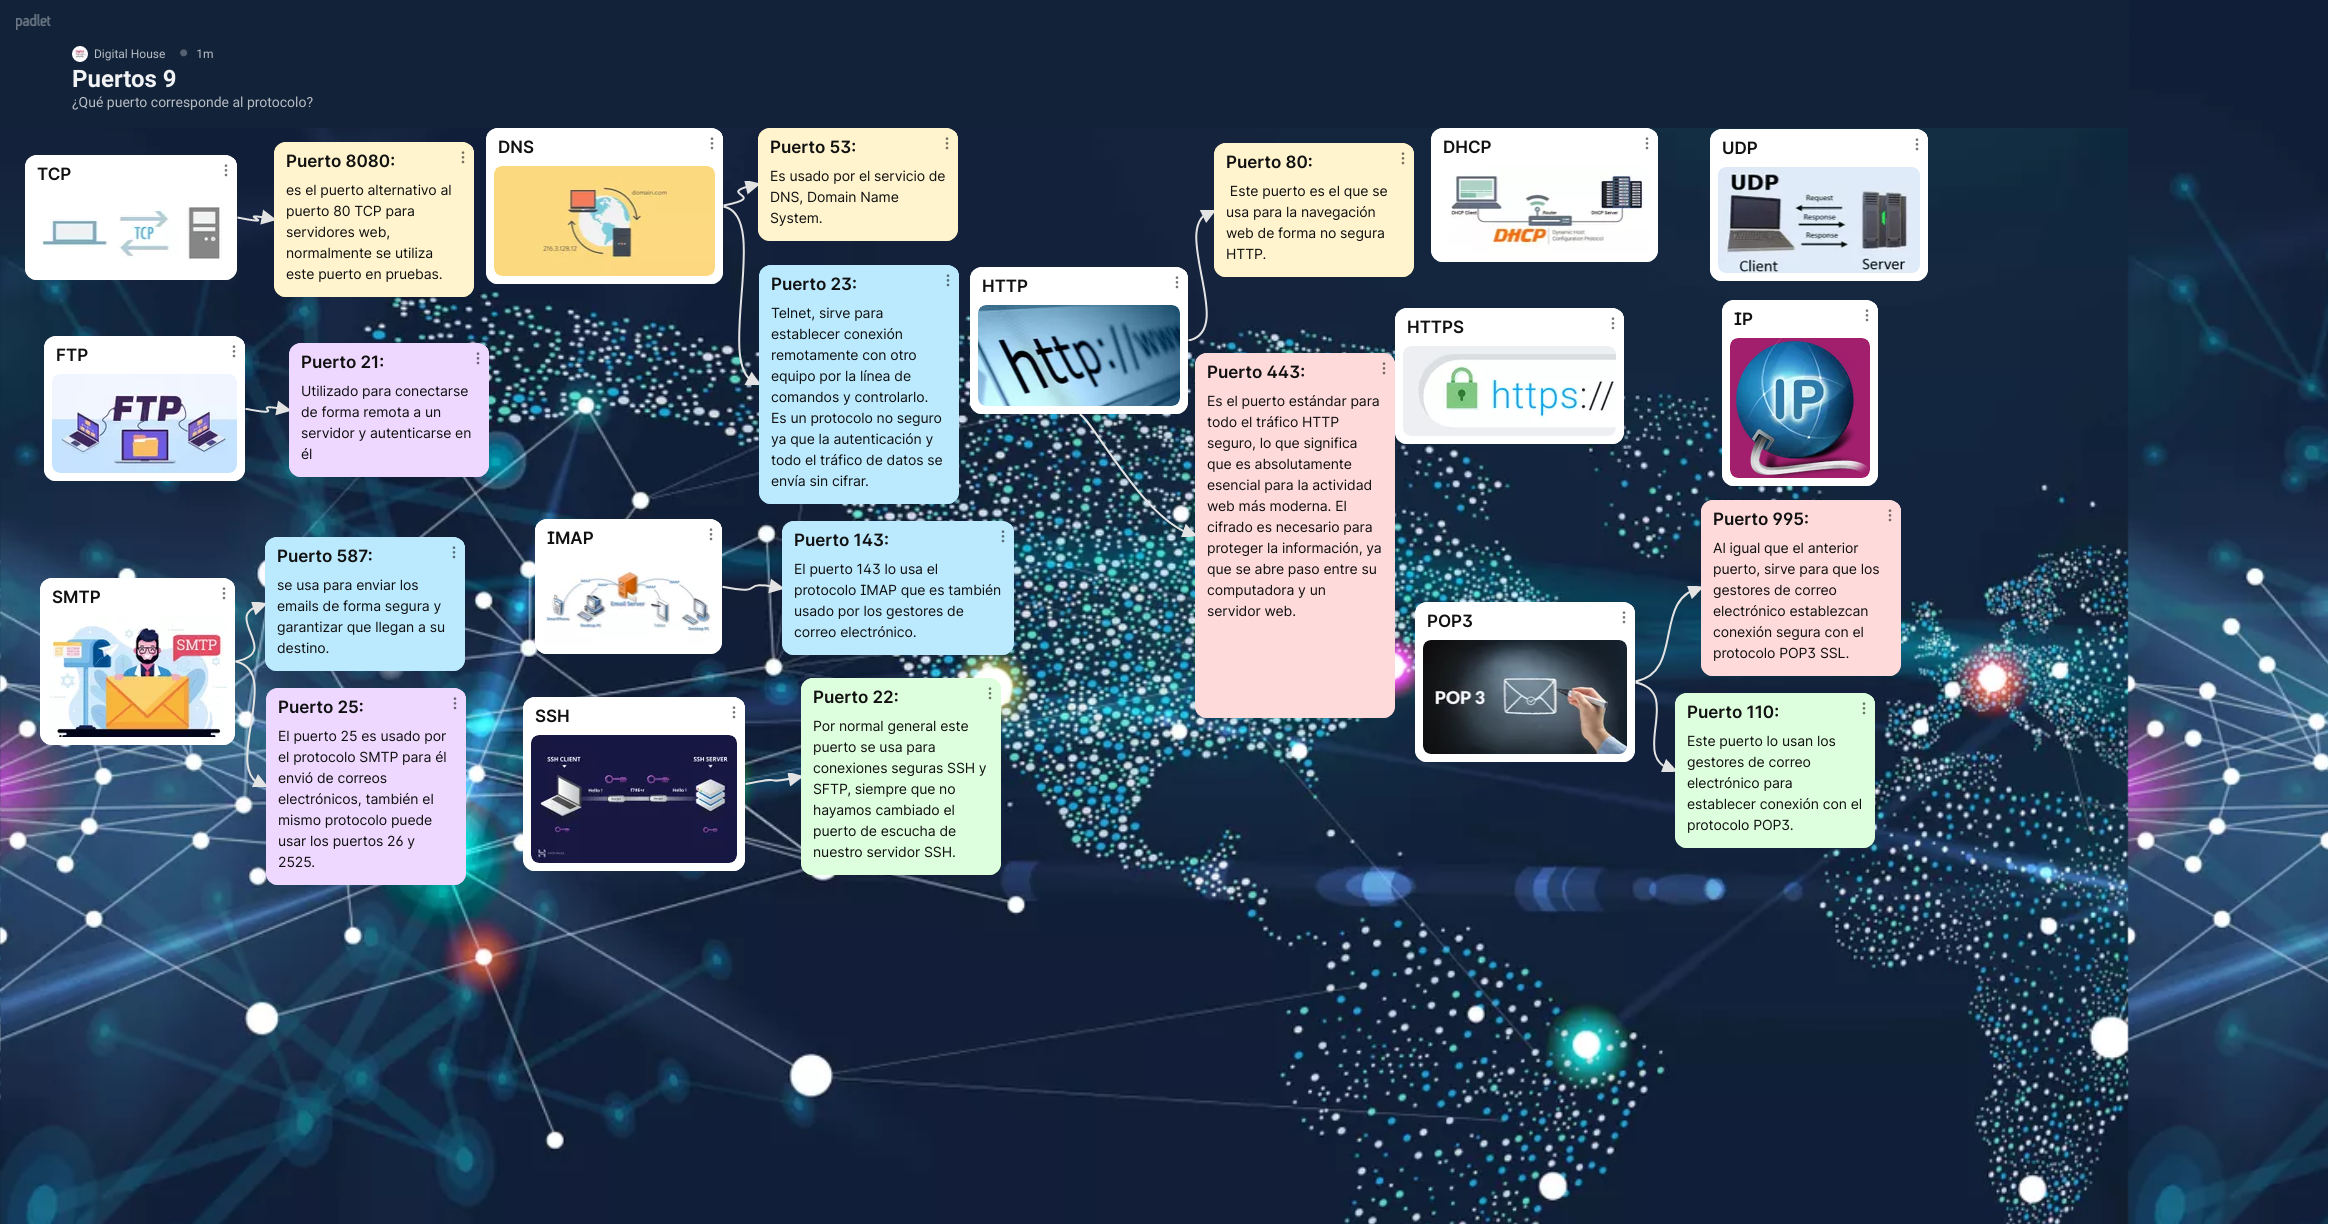 padlet
Digital House 1m
Puertos 9
¿Qué puerto corresponde al protocolo?
TCP
TCP
Puerto 8080:
es el puerto alternativo al
puerto 80 TCP para
servidores web,
normalmente se utiliza
este puerto en pruebas.
DNS
domain.com
216.3.128.12
Puerto 53:
Es usado por el servicio de
DNS, Domain Name
System.
Puerto 80:
Este puerto es el que se
usa para la navegación
web de forma no segura
HTTP.
DHCP
DHCP Client
Router
DHCP Server
DHCP
Dynamic Host
Configuration Protocol
UDP
UDP
Request
Response
Response
Client
Server
FTP
FTP
Puerto 21:
Utilizado para conectarse
de forma remota a un
servidor y autenticarse en
él
Puerto 23:
Telnet, sirve para
establecer conexión
remotamente con otro
equipo por la línea de
comandos y controlarlo.
Es un protocolo no seguro
ya que la autenticación y
todo el tráfico de datos se
envía sin cifrar.
HTTP
http://www
Puerto 443:
Es el puerto estándar para
todo el tráfico HTTP
seguro, lo que significa
que es absolutamente
esencial para la actividad
web más moderna. El
cifrado es necesario para
proteger la información, ya
que se abre paso entre su
computadora y un
servidor web.
HTTPS
https://
IP
IP
SMTP
SMTP
Puerto 587:
se usa para enviar los
emails de forma segura y
garantizar que llegan a su
destino.
Puerto 25:
El puerto 25 es usado por
el protocolo SMTP para él
envió de correos
electrónicos, también el
mismo protocolo puede
usar los puertos 26 y
2525.
IMAP
Email Server
Puerto 143:
El puerto 143 lo usa el
protocolo IMAP que es también
usado por los gestores de
correo electrónico.
SSH
SSH CLIENT
SSH SERVER
Hello !
Hello !
Puerto 22:
Por normal general este
puerto se usa para
conexiones seguras SSH y
SFTP, siempre que no
hayamos cambiado el
puerto de escucha de
nuestro servidor SSH.
POP3
POP 3
Puerto 995:
Al igual que el anterior
puerto, sirve para que los
gestores de correo
electrónico establezcan
conexión segura con el
protocolo POP3 SSL.
Puerto 110:
Este puerto lo usan los
gestores de correo
electrónico para
establecer conexión con el
protocolo POP3.